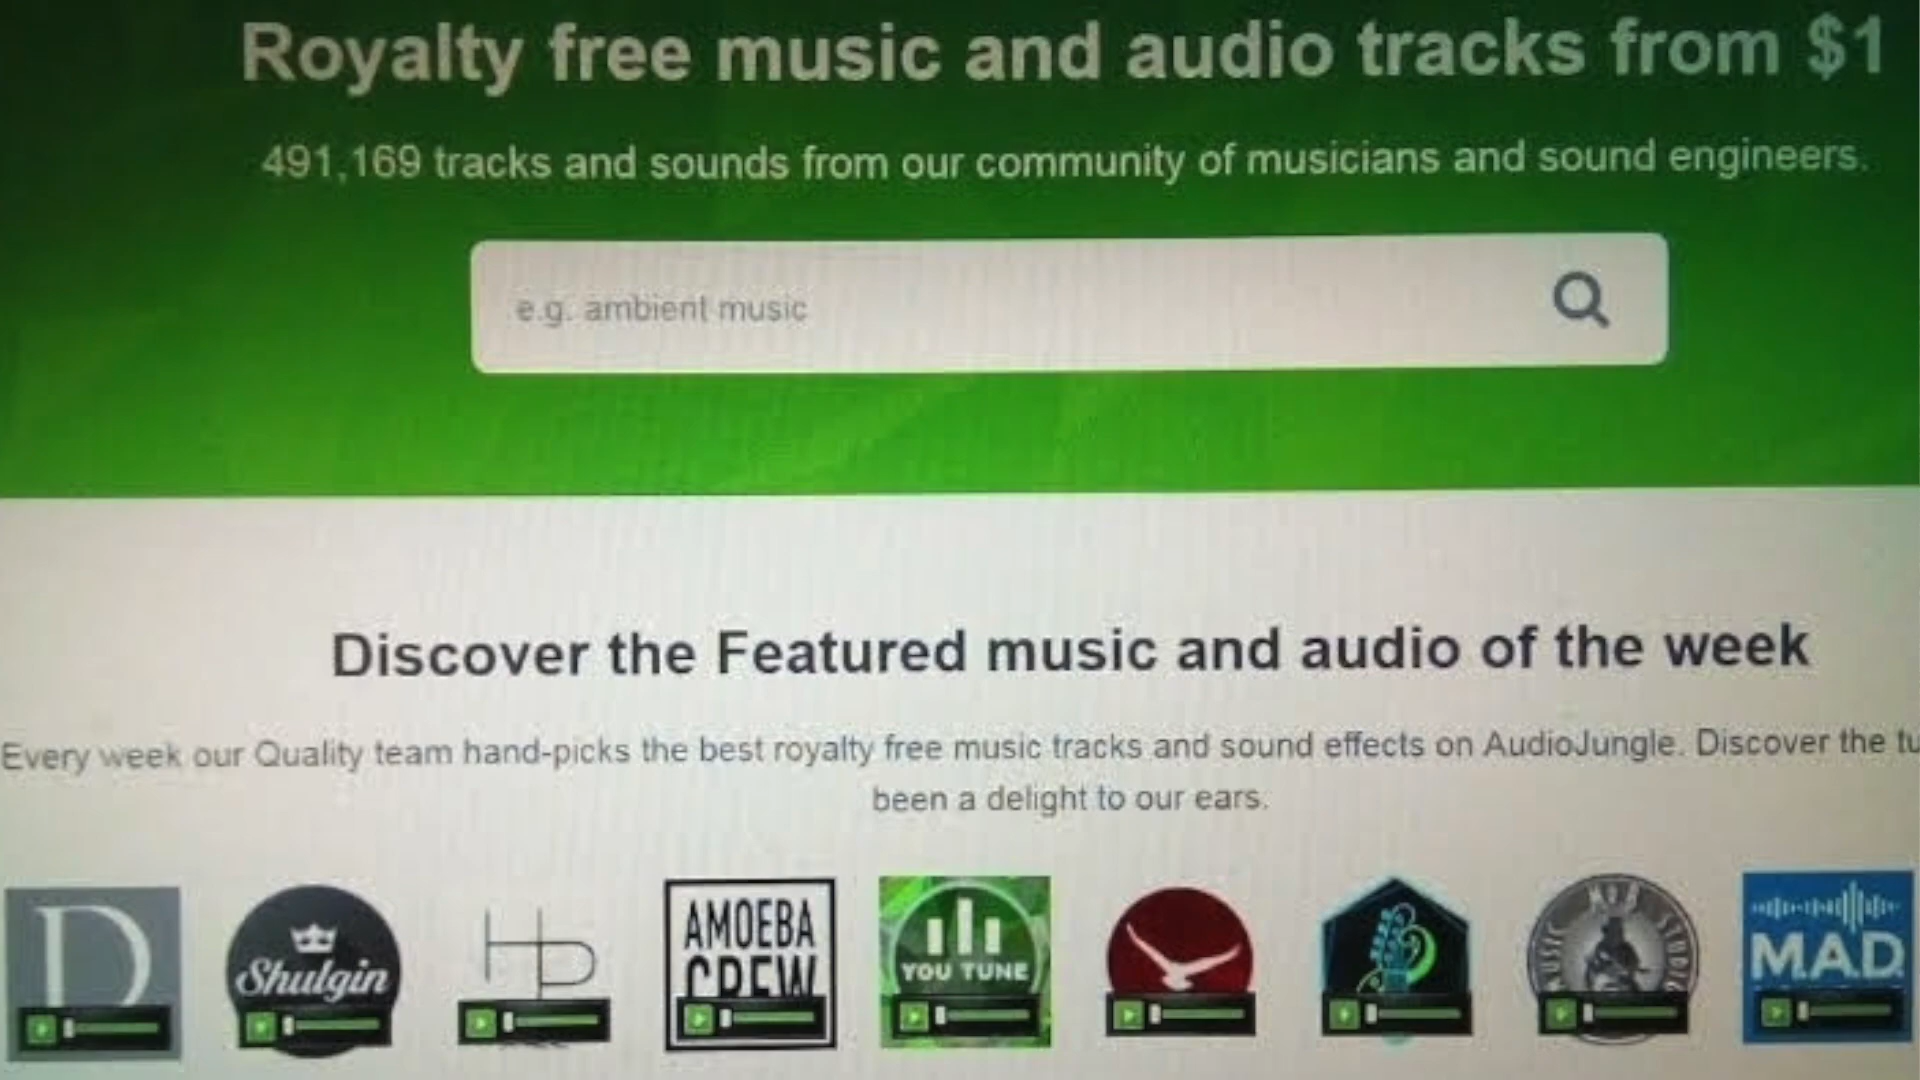 Royalty free music and audio tracks from $1
491,169 tracks and sounds from our community of musicians and sound engineers.
e.g. ambient music
Discover the Featured music and audio of the week
Every week our Quality team hand-picks the best royalty free music tracks and sound effects on AudioJungle. Discover the
been a delight to our ears.
D
Shulgin
AMOEBA
CREW
YOU TUNE
MUSIC STUDIO
M.A.D.